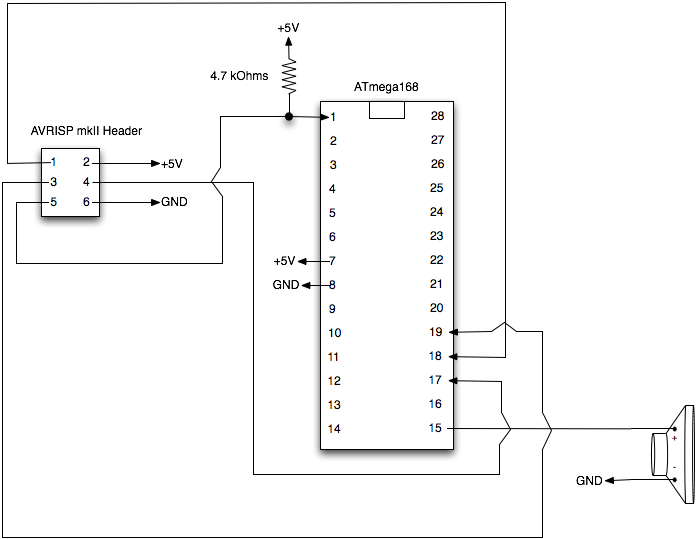 +5V
4.7 kOhms
ATmega168
AVRISP mkII Header
1 2 +5V
3 4
5 6 GND
1 28
2 27
3 26
4 25
5 24
6 23
+5V 7 22
GND 8 21
9 20
10 19
11 18
12 17
13 16
14 15
+
-
GND